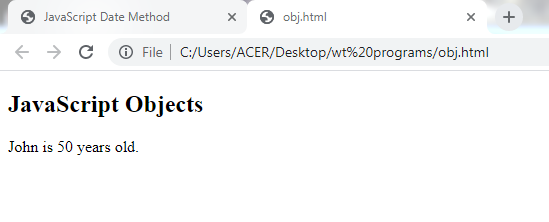 JavaScript Date Method
obj.html
File
C:/Users/ACER/Desktop/wt%20programs/obj.html
JavaScript Objects
John is 50 years old.